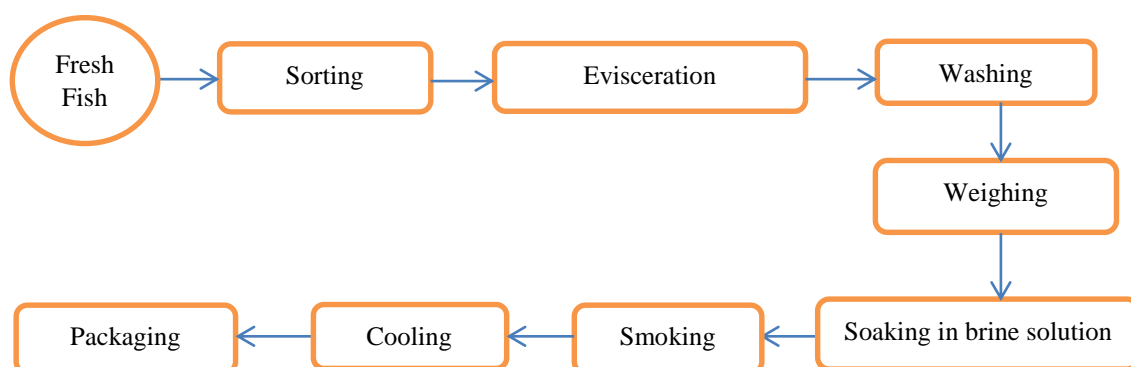 Fresh
Fish
Sorting
Evisceration
Washing
Weighing
Soaking in brine solution
Smoking
Cooling
Packaging